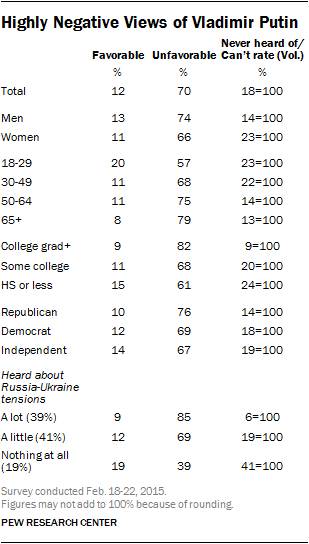 Highly Negative Views of Vladimir Putin
Never heard of/
Favorable Unfavorable Can't rate (Vol.)
% % %
Total 12 70 18=100
Men 13 74 14=100
Women 11 66 23=100
18-29 20 57 23=100
30-49 11 68 22=100
50-64 11 75 14=100
65+ 8 79 13=100
College grad+ 9 82 9=100
Some college 11 68 20=100
HS or less 15 61 24=100
Republican 10 76 14=100
Democrat 12 69 18=100
Independent 14 67 19=100
Heard about
Russia-Ukraine
tensions
A lot (39%) 9 85 6=100
A little (41%) 12 69 19=100
Nothing at all
(19%) 19 39 41=100
Survey conducted Feb. 18-22, 2015.
Figures may not add to 100% because of rounding.
PEW RESEARCH CENTER